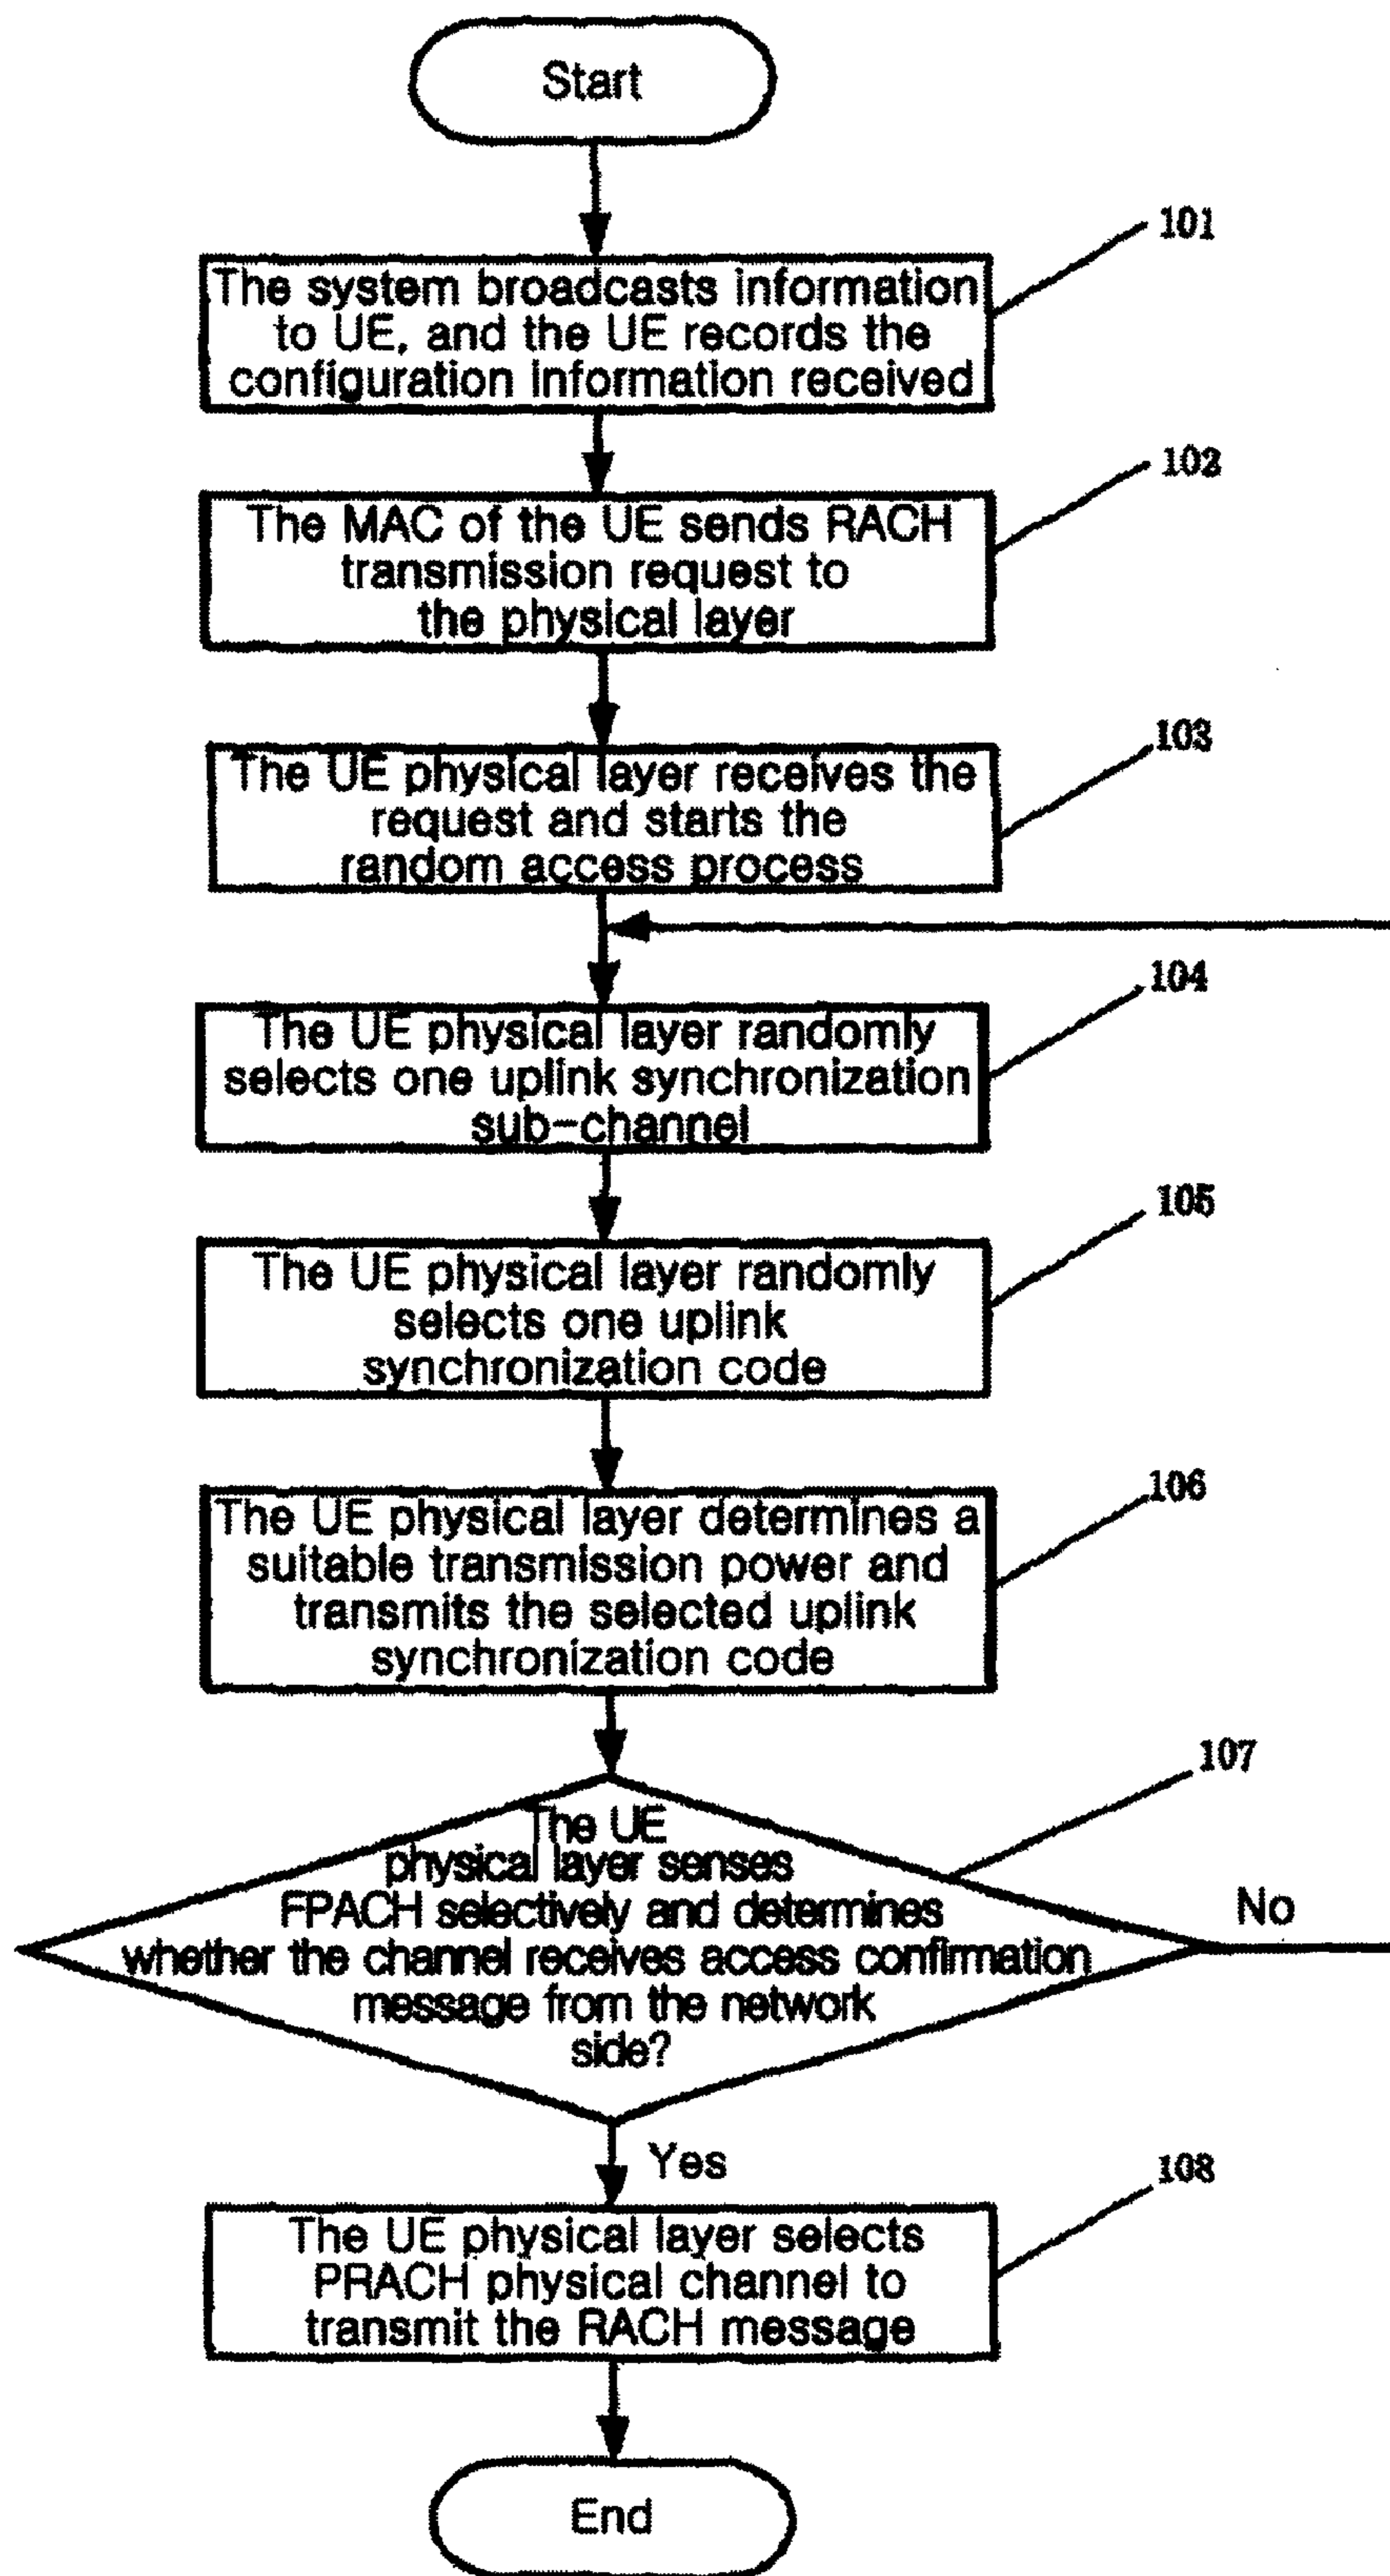 Start
101
The system broadcasts information
to UE, and the UE records the
configuration information received
102
The MAC of the UE sends RACH
transmission request to
the physical layer
103
The UE physical layer receives the
request and starts the
random access process
104
The UE physical layer randomly
selects one uplink synchronization
sub-channel
105
The UE physical layer randomly
selects one uplink
synchronization code
106
The UE physical layer determines a
suitable transmission power and
transmits the selected uplink
synchronization code
107
The UE
physical layer senses
FPACH selectively and determines
whether the channel receives access confirmation
message from the network
side?
No
Yes
108
The UE physical layer selects
PRACH physical channel to
transmit the RACH message
End